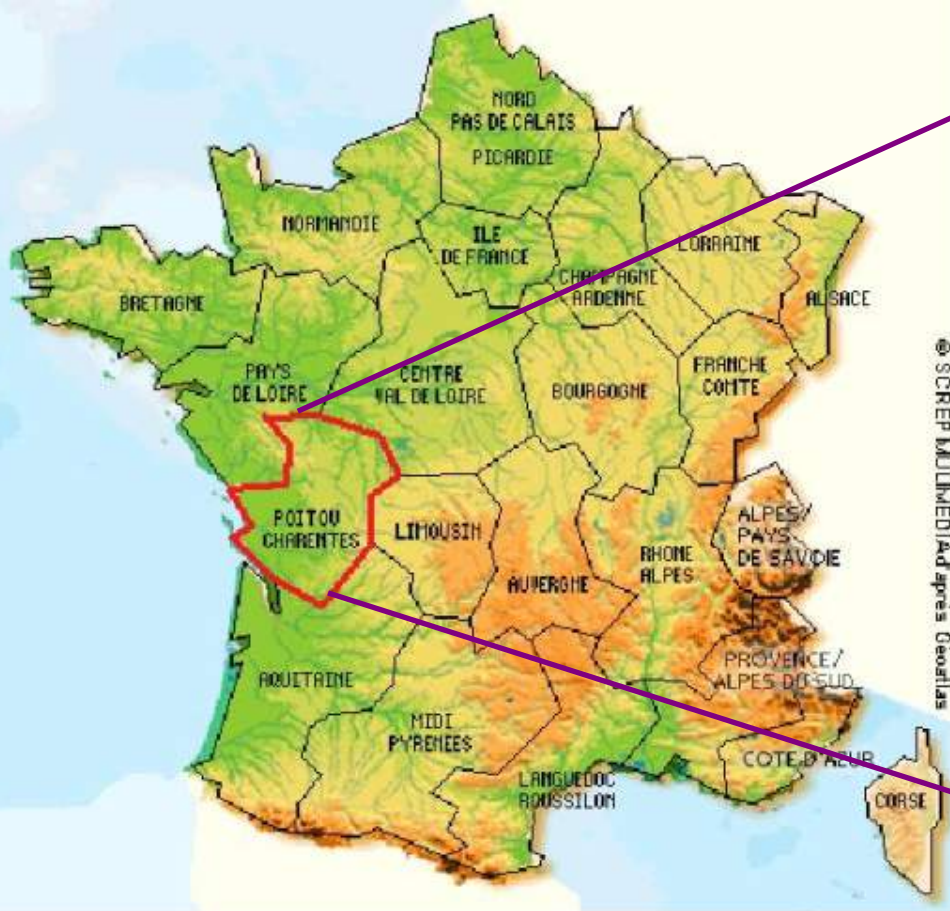 NORD
PAS DE CALAIS
PICARDIE
NORMANDIE
ILE
DE FRANCE
LORRAINE
CHAMPAGNE
ARDENNE
ALSACE
BRETAGNE
PAYS
DE LOIRE
CENTRE
VAL DE LOIRE
BOURGOGNE
FRANCHE
COMTE
POITOU
CHARENTES
LIMOUSIN
AUVERGNE
RHONE
ALPES
ALPES/
PAYS
DE SAVOIE
PROVENCE/
ALPES DU SUD
AQUITAINE
MIDI
PYRENEES
LANGUEDOC
ROUSSILON
COTE D'AZUR
CORSE
© SCREP MULTIMEDIA d'après Géoatlas